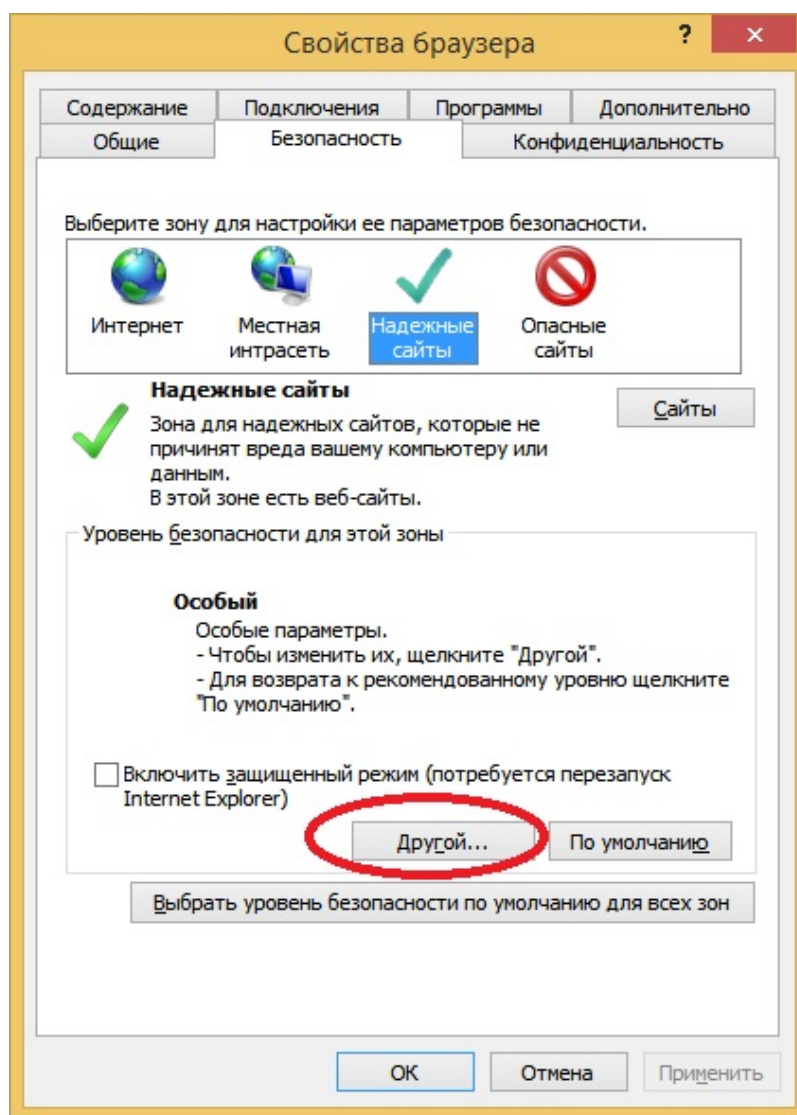 Свойства браузера
?
Содержание Подключения Программы Дополнительно
Общие Безопасность Конфиденциальность
Выберите зону для настройки ее параметров безопасности.
Интернет Местная интрасеть Надежные сайты Опасные сайты
Надежные сайты
Сайты
Зона для надежных сайтов, которые не
причинят вреда вашему компьютеру или
данным.
В этой зоне есть веб-сайты.
Уровень безопасности для этой зоны
Особый
Особые параметры.
- Чтобы изменить их, щелкните "Другой".
- Для возврата к рекомендованному уровню щелкните
"По умолчанию".
Включить защищенный режим (потребуется перезапуск
Internet Explorer)
Другой... По умолчанию
Выбрать уровень безопасности по умолчанию для всех зон
ОК Отмена Применить